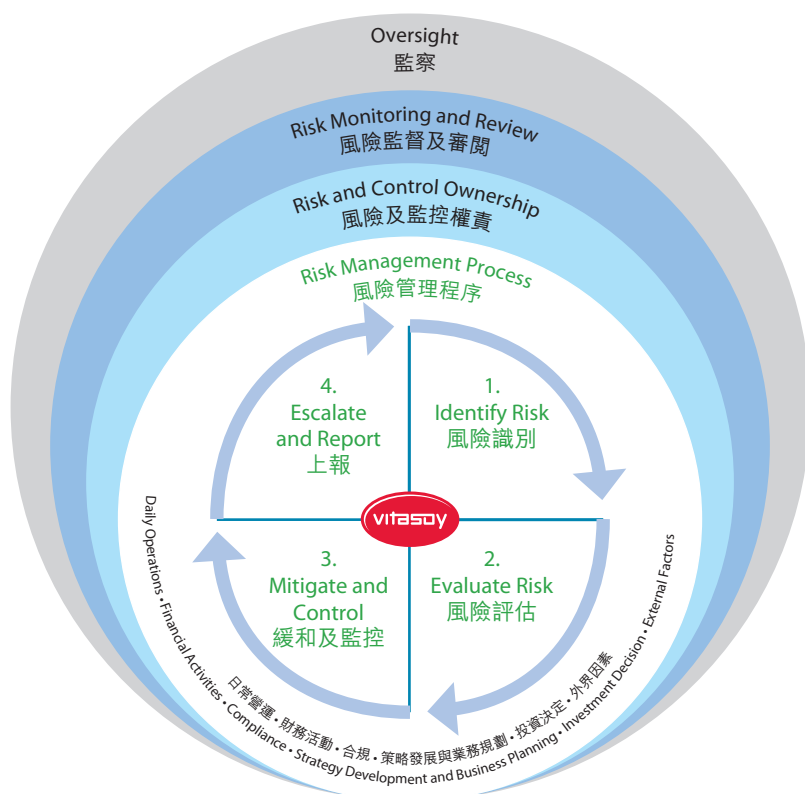 Oversight
監察
Risk Monitoring and Review
風險監督及審閱
Risk and Control Ownership
風險及監控權責
Risk Management Process
風險管理程序
4.
Escalate
and Report
上報
1.
Identify Risk
風險識別
vitasoy
3.
Mitigate and
Control
緩和及監控
2.
Evaluate Risk
風險評估
日常營運・財務活動・合規・策略發展與業務規劃・投資決定・外界因素
Daily Operations • Financial Activities • Compliance • Strategy Development and Business Planning • Investment Decision • External Factors